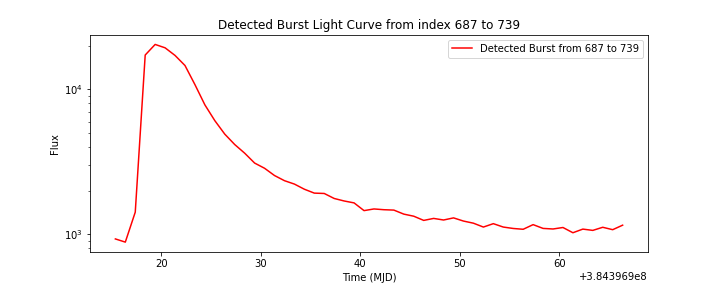 Detected Burst Light Curve from index 687 to 739
Detected Burst from 687 to 739
10⁴
10³
Flux
20 30 40 50 60
Time (MJD)
+3.843969e8